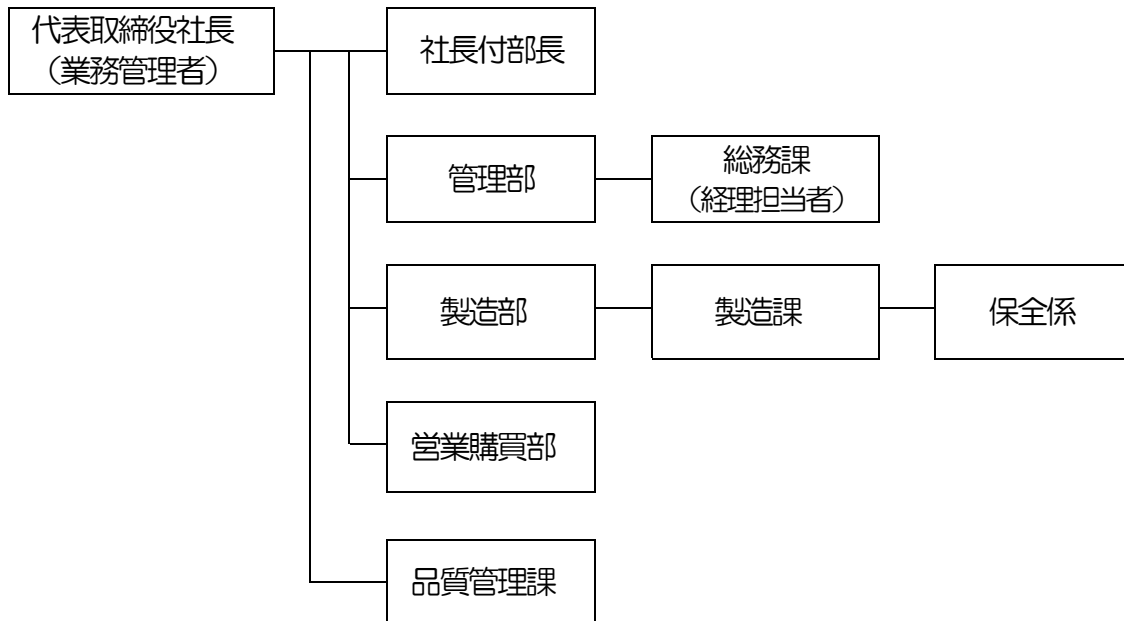 代表取締役社長
（業務管理者）
社長付部長
管理部
総務課
（経理担当者）
製造部
製造課
保全係
営業購買部
品質管理課